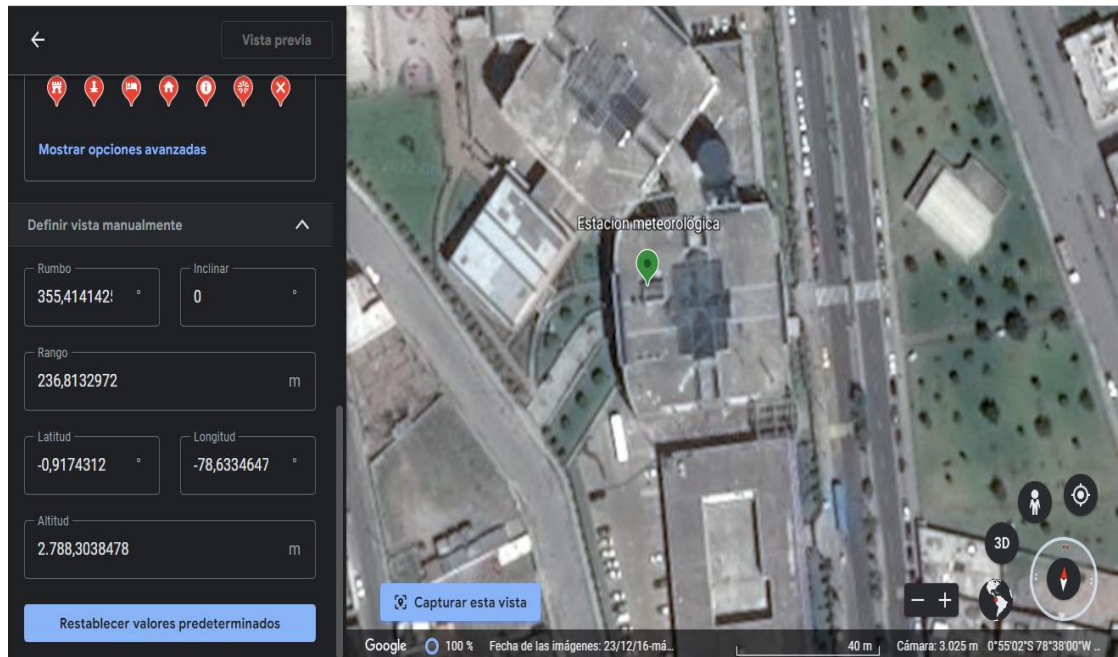 Vista previa
Mostrar opciones avanzadas
Definir vista manualmente
Rumbo
355,4141425 °
Inclinar
0 °
Rango
236,8132972 m
Latitud
-0,9174312 °
Longitud
-78,6334647 °
Altitud
2.788,3038478 m
Restablecer valores predeterminados
Estacion meteorológica
3D
Capturar esta vista
Google 100 % Fecha de las imágenes: 23/12/16-má... 40 m Cámara: 3.025 m 0°55'02"S 78°38'00"W ...